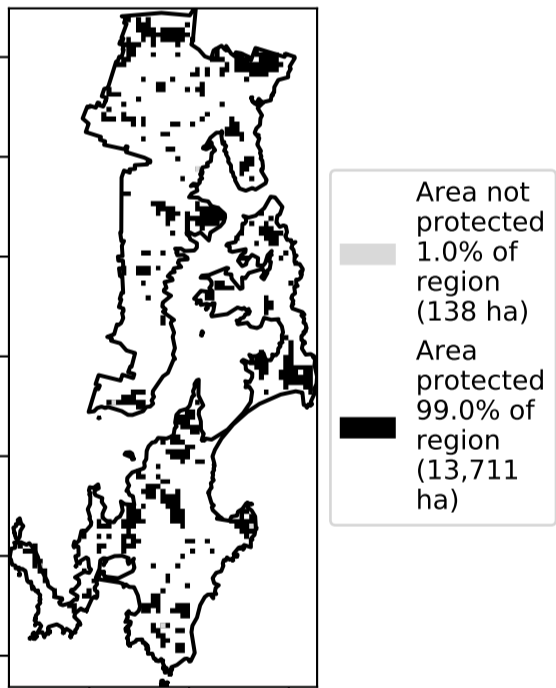 Area not
protected
1.0% of
region
(138 ha)
Area
protected
99.0% of
region
(13,711
ha)